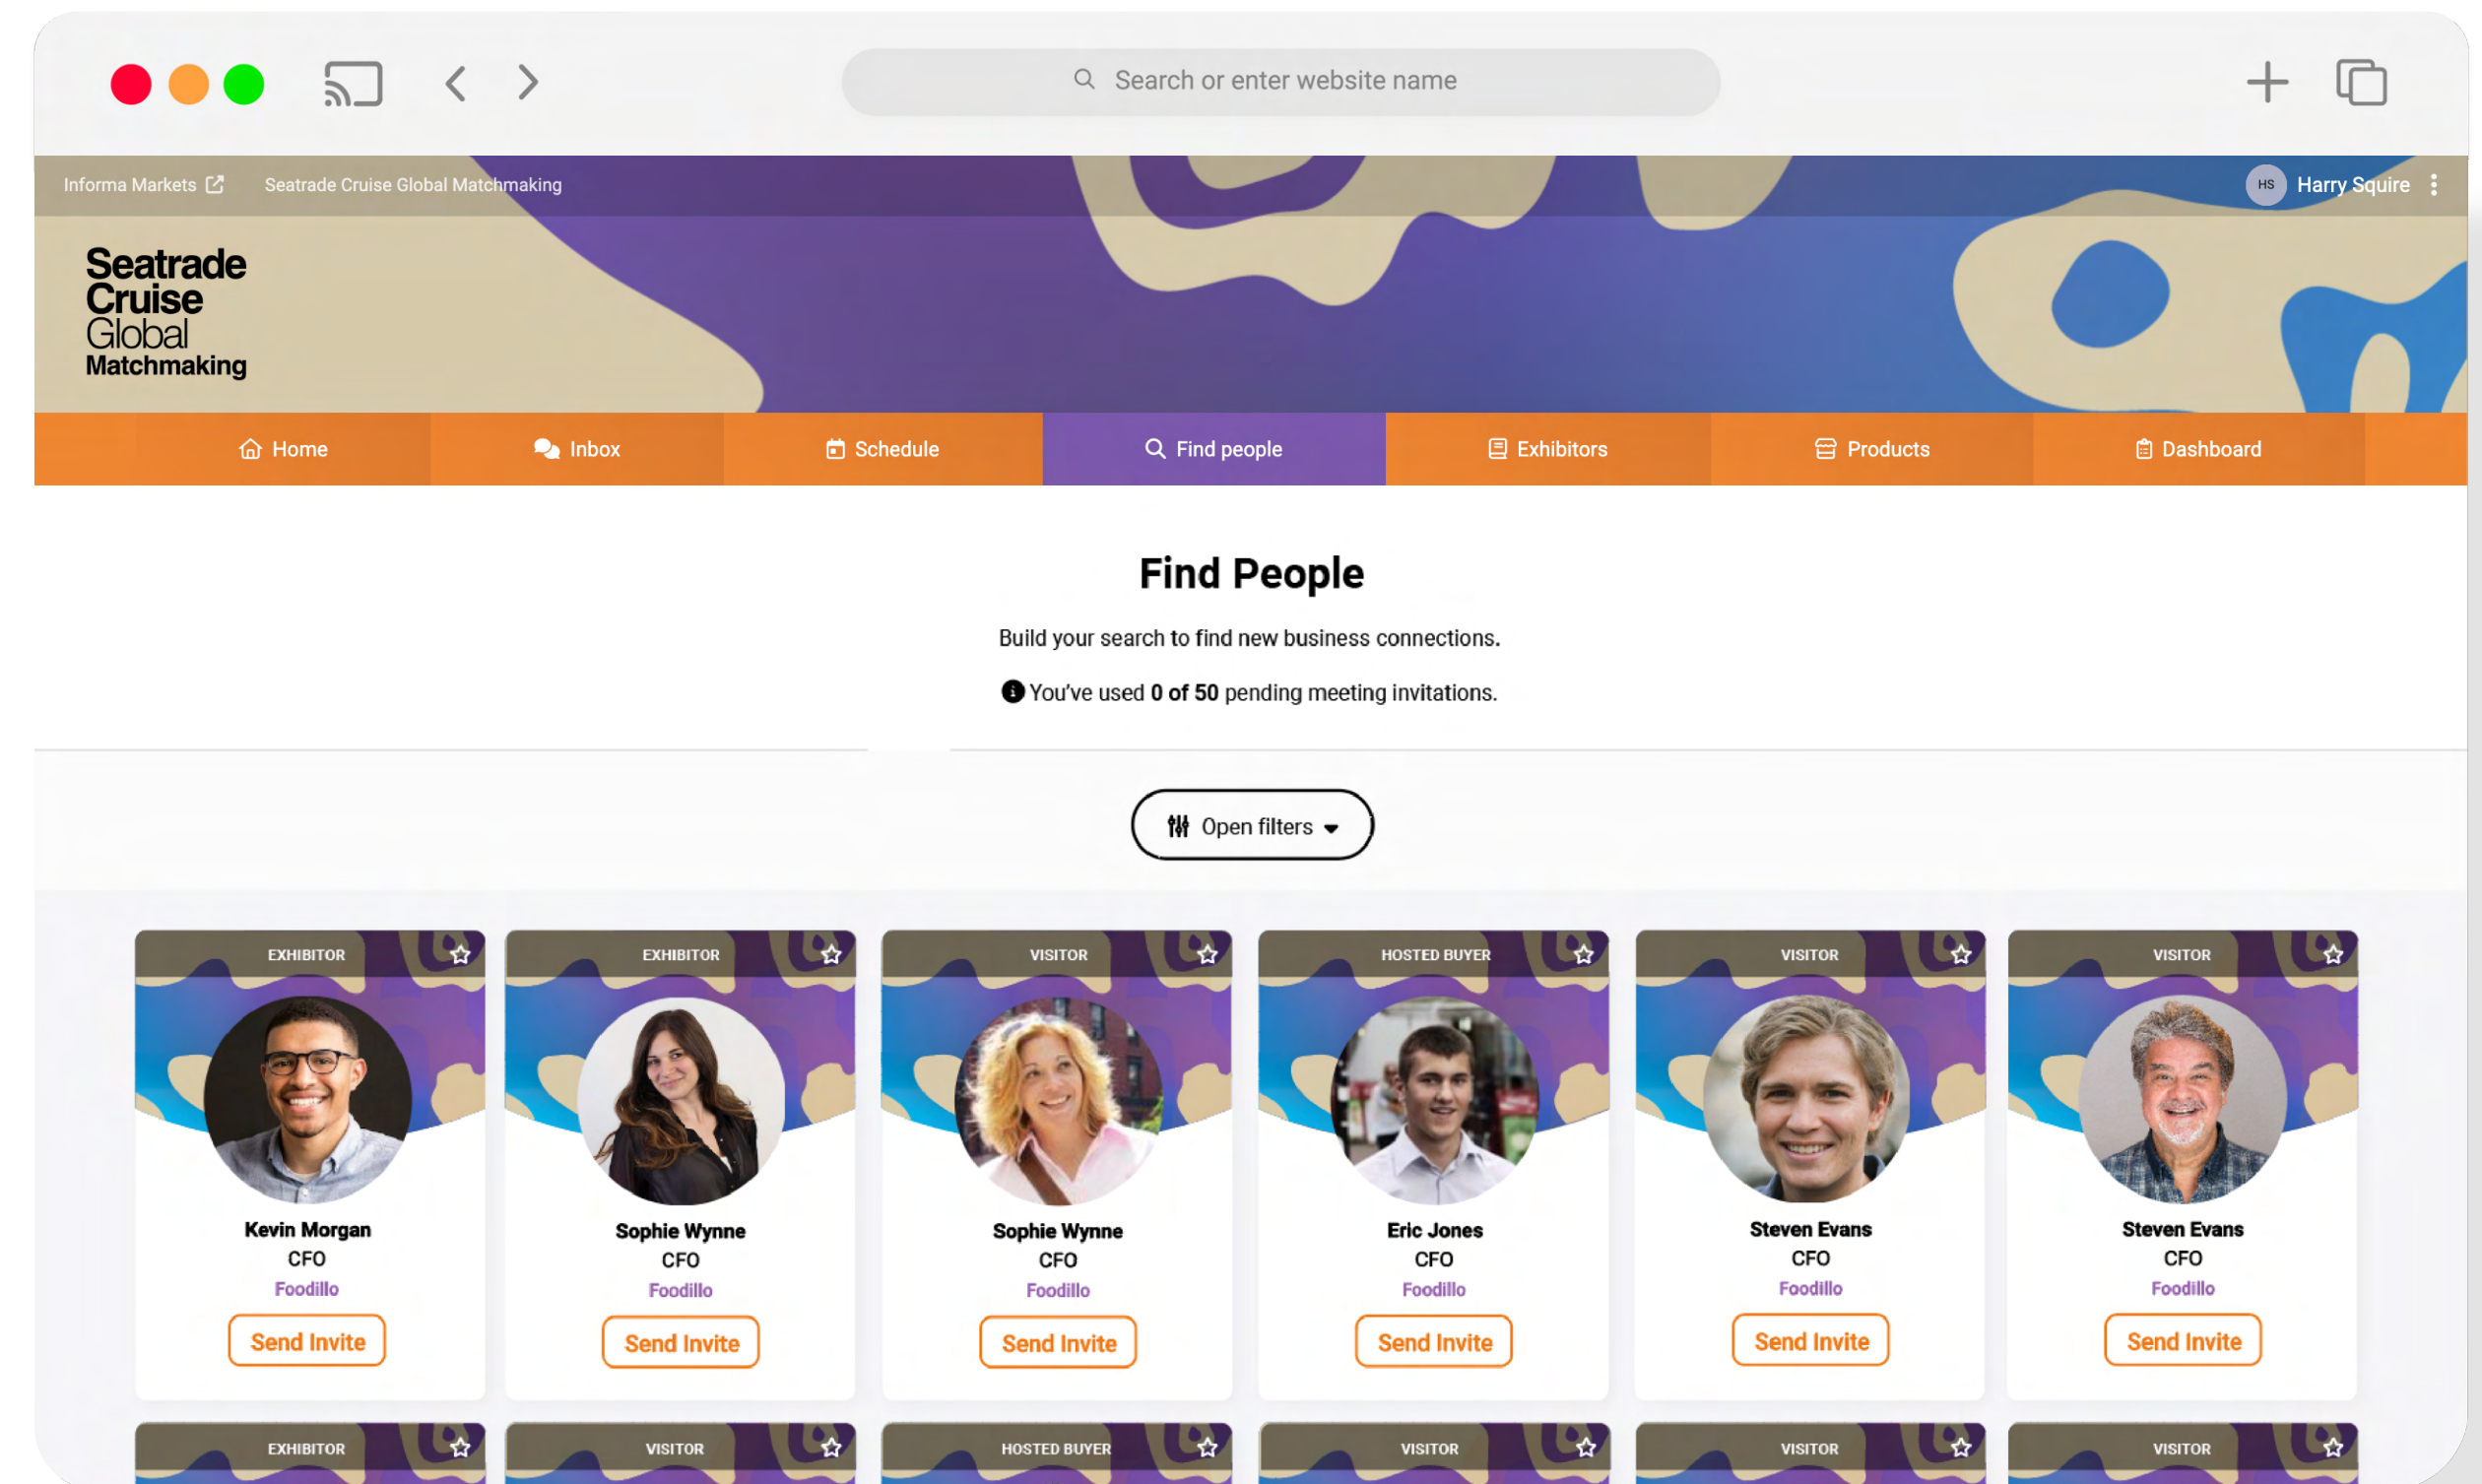 Search or enter website name
Informa Markets
Seatrade Cruise Global Matchmaking
HS
Harry Squire
Seatrade
Cruise
Global
Matchmaking
Home
Inbox
Schedule
Find people
Exhibitors
Products
Dashboard
Find People
Build your search to find new business connections.
You've used 0 of 50 pending meeting invitations.
Open filters
EXHIBITOR
Kevin Morgan
CFO
Foodillo
Send Invite
EXHIBITOR
Sophie Wynne
CFO
Foodillo
Send Invite
VISITOR
Sophie Wynne
CFO
Foodillo
Send Invite
HOSTED BUYER
Eric Jones
CFO
Foodillo
Send Invite
VISITOR
Steven Evans
CFO
Foodillo
Send Invite
VISITOR
Steven Evans
CFO
Foodillo
Send Invite
EXHIBITOR
VISITOR
HOSTED BUYER
VISITOR
VISITOR
VISITOR